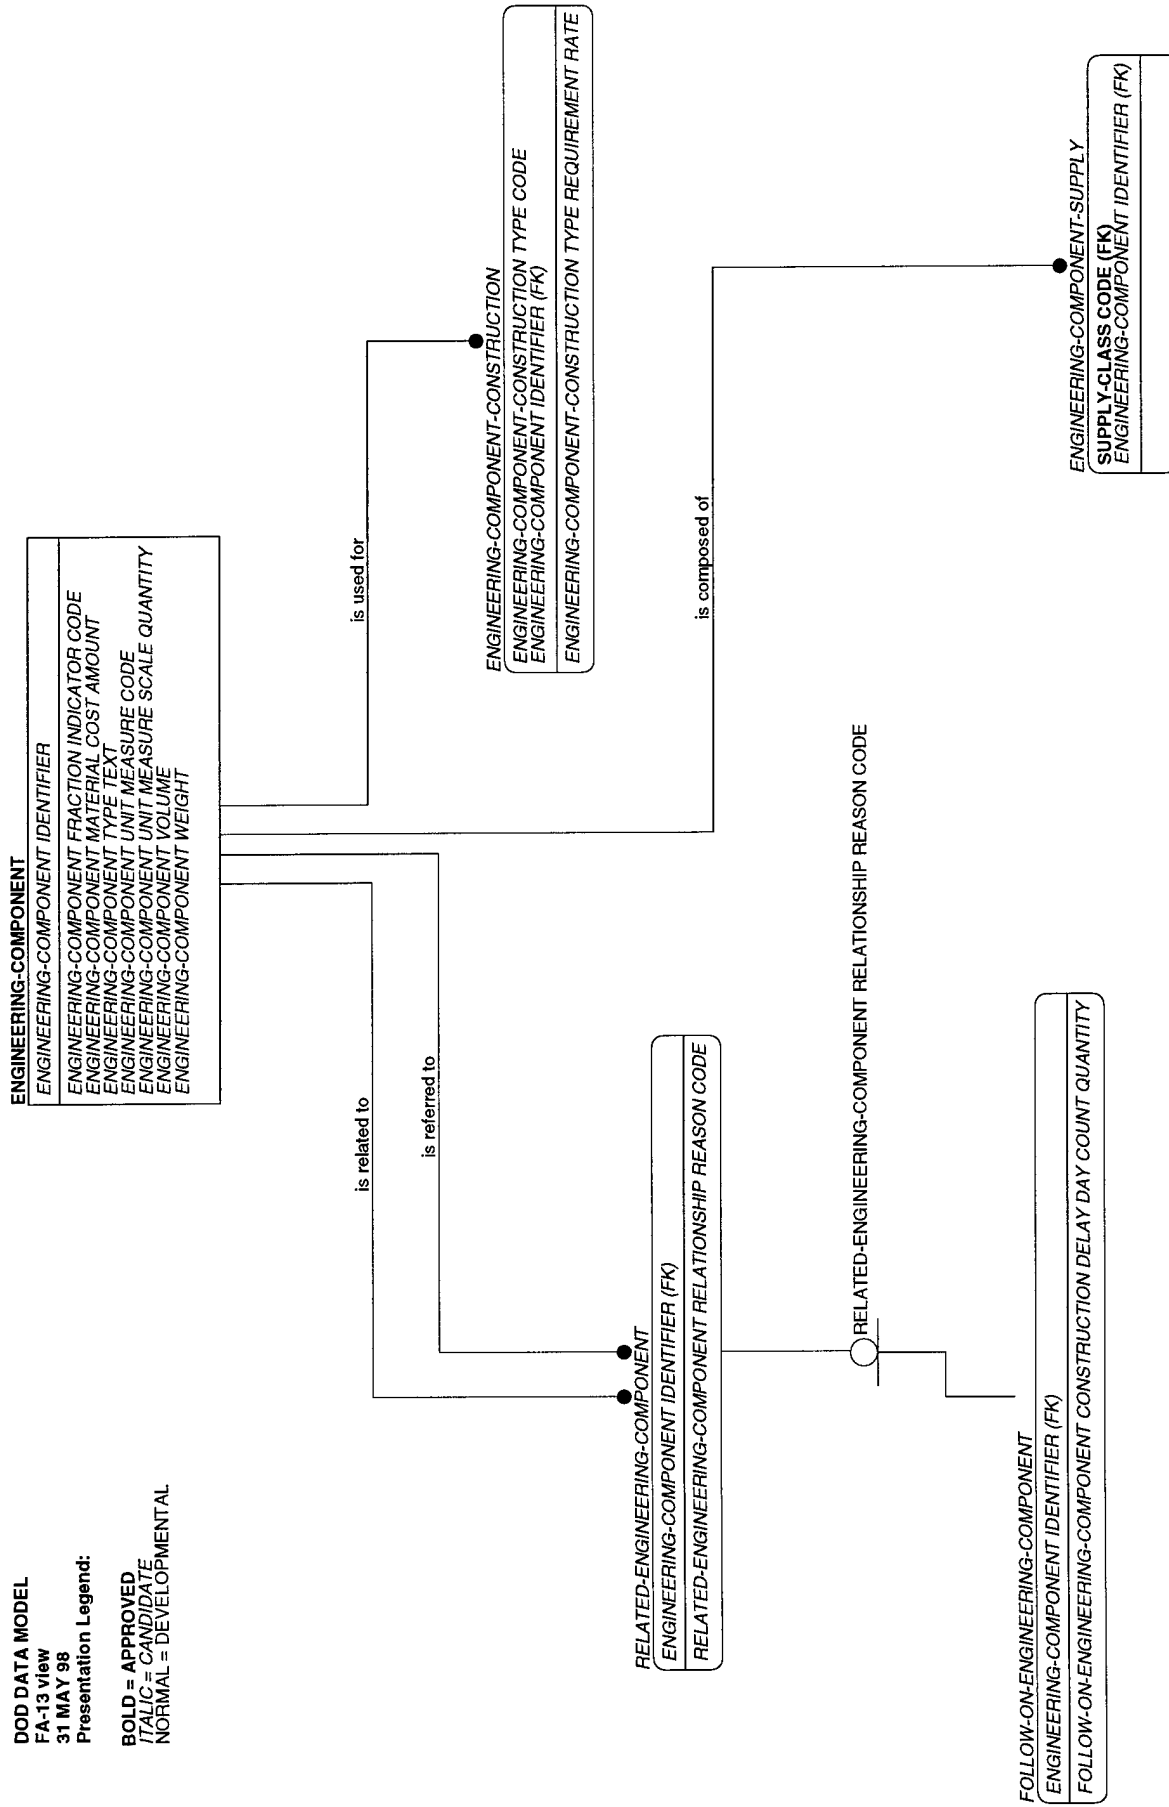 DOD DATA MODEL
FA-13 view
31 MAY 98
Presentation Legend:
BOLD = APPROVED
ITALIC = CANDIDATE
NORMAL = DEVELOPMENTAL
ENGINEERING-COMPONENT
ENGINEERING-COMPONENT IDENTIFIER
ENGINEERING-COMPONENT FRACTION INDICATOR CODE
ENGINEERING-COMPONENT MATERIAL COST AMOUNT
ENGINEERING-COMPONENT TYPE TEXT
ENGINEERING-COMPONENT UNIT MEASURE CODE
ENGINEERING-COMPONENT UNIT MEASURE SCALE QUANTITY
ENGINEERING-COMPONENT VOLUME
ENGINEERING-COMPONENT WEIGHT
is related to
is referred to
is used for
is composed of
ENGINEERING-COMPONENT-CONSTRUCTION
ENGINEERING-COMPONENT-CONSTRUCTION TYPE CODE
ENGINEERING-COMPONENT IDENTIFIER (FK)
ENGINEERING-COMPONENT-CONSTRUCTION TYPE REQUIREMENT RATE
RELATED-ENGINEERING-COMPONENT
ENGINEERING-COMPONENT IDENTIFIER (FK)
RELATED-ENGINEERING-COMPONENT RELATIONSHIP REASON CODE
RELATED-ENGINEERING-COMPONENT RELATIONSHIP REASON CODE
FOLLOW-ON-ENGINEERING-COMPONENT
ENGINEERING-COMPONENT IDENTIFIER (FK)
FOLLOW-ON-ENGINEERING-COMPONENT CONSTRUCTION DELAY DAY COUNT QUANTITY
ENGINEERING-COMPONENT-SUPPLY
SUPPLY-CLASS CODE (FK)
ENGINEERING-COMPONENT IDENTIFIER (FK)